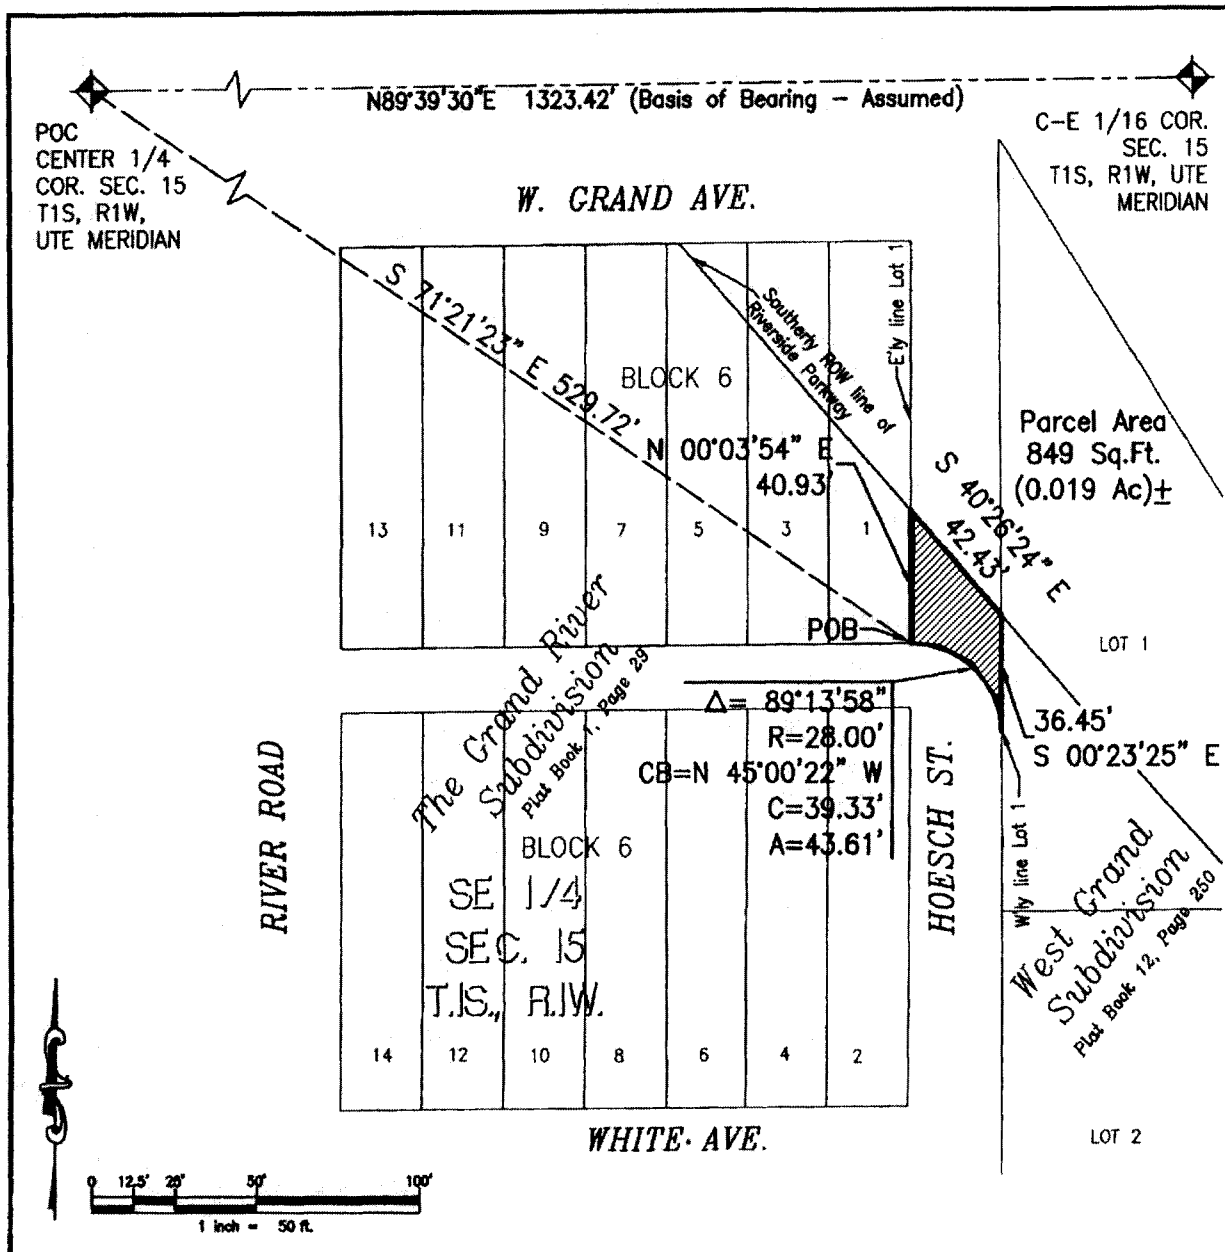 N89°39'30"E 1323.42' (Basis of Bearing - Assumed)
POC
CENTER 1/4
COR. SEC. 15
T1S, R1W,
UTE MERIDIAN
C-E 1/16 COR.
SEC. 15
T1S, R1W, UTE
MERIDIAN
W. GRAND AVE.
S 71°21'23" E 529.72'
Southerly ROW line of
Riverside Parkway
E'ly line Lot 1
BLOCK 6
N 00°03'54" E
40.93'
S 40°26'24" E
42.43'
Parcel Area
849 Sq.Ft.
(0.019 Ac)±
13
11
9
7
5
3
1
POB
LOT 1
The Grand River
Subdivision
Plat Book 1, Page 29
Δ= 89°13'58"
R=28.00'
CB=N 45°00'22" W
C=39.33'
A=43.61'
36.45'
S 00°23'25" E
RIVER ROAD
HOESCH ST.
W'ly line Lot 1
BLOCK 6
SE 1/4
SEC. 15
T.1S., R.1W.
West Grand
Subdivision
Plat Book 12, Page 250
14
12
10
8
6
4
2
WHITE AVE.
LOT 2
0 12.5' 25' 50' 100'
1 inch = 50 ft.